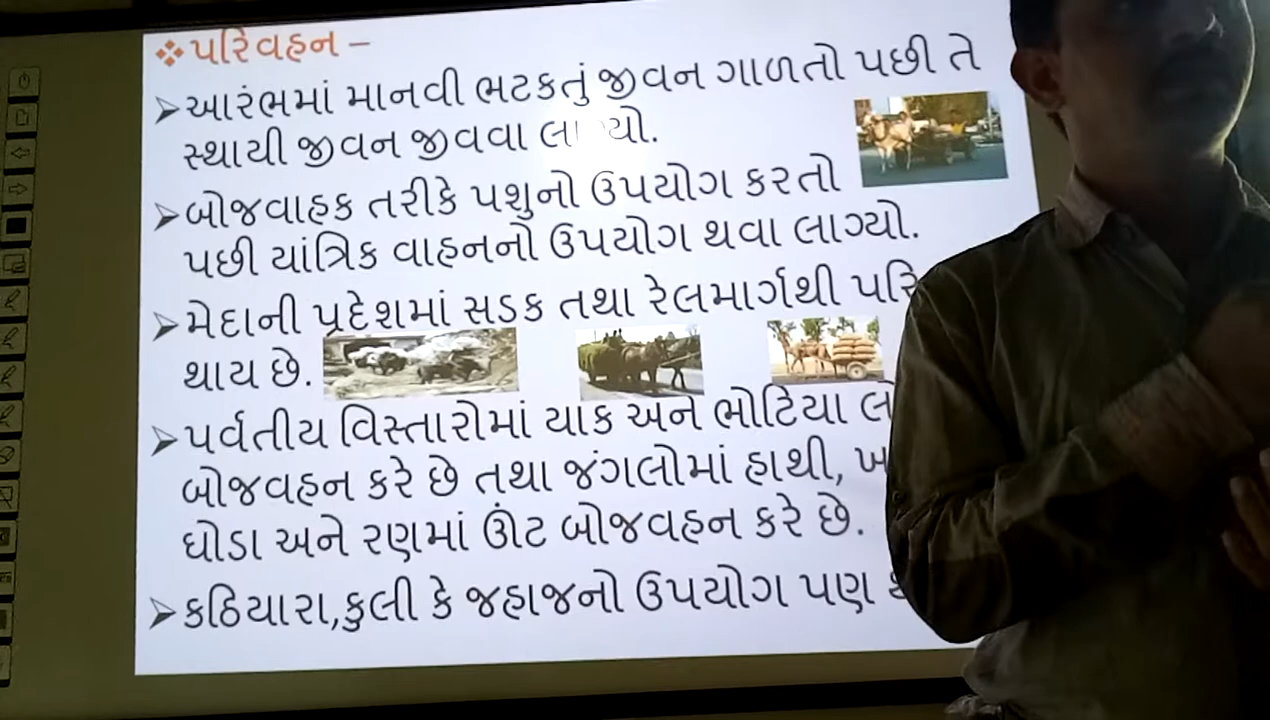 ❖પરિવહન –
➢આરંભમાં માનવી ભટકતું જીવન ગાળતો પછી તે
સ્થાયી જીવન જીવવા લાગ્યો.
➢બોજવાહક તરીકે પશુનો ઉપયોગ કરતો
પછી યાંત્રિક વાહનનો ઉપયોગ થવા લાગ્યો.
➢મેદાની પ્રદેશમાં સડક તથા રેલમાર્ગથી
થાય છે.
➢પર્વતીય વિસ્તારોમાં યાક અને ભોટિયા
બોજવહન કરે છે તથા જંગલોમાં હાથી,
ઘોડા અને રણમાં ઊંટ બોજવહન કરે છે.
➢કઠિયારા,કુલી કે જહાજનો ઉપયોગ પણ